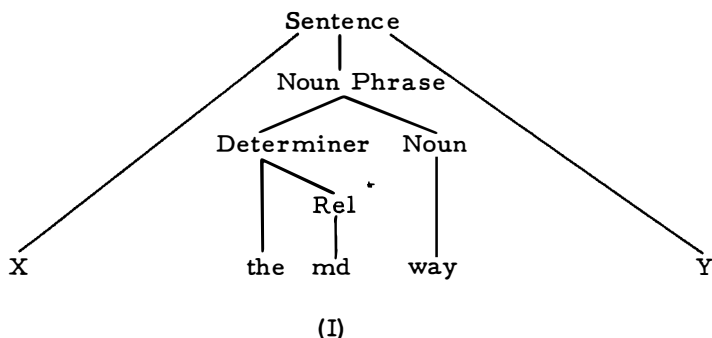 Sentence
Noun Phrase
Determiner Noun
Rel
X the md way Y
(I)